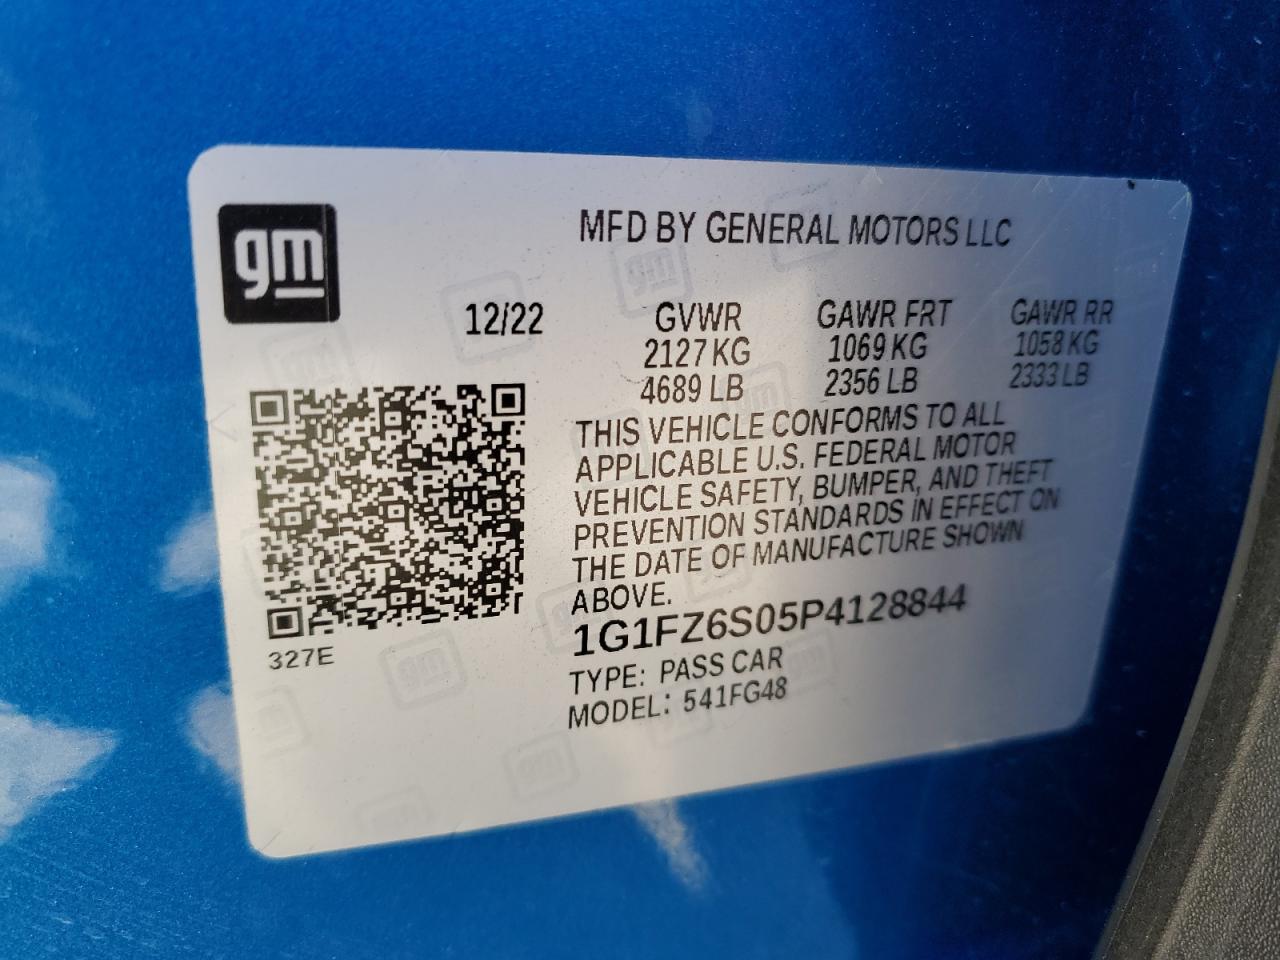 gm
MFD BY GENERAL MOTORS LLC
12/22 GVWR GAWR FRT GAWR RR
2127 KG 1069 KG 1058 KG
4689 LB 2356 LB 2333 LB
THIS VEHICLE CONFORMS TO ALL
APPLICABLE U.S. FEDERAL MOTOR
VEHICLE SAFETY, BUMPER, AND THEFT
PREVENTION STANDARDS IN EFFECT ON
THE DATE OF MANUFACTURE SHOWN
ABOVE.
1G1FZ6S05P4128844
327E
TYPE: PASS CAR
MODEL: 541FG48